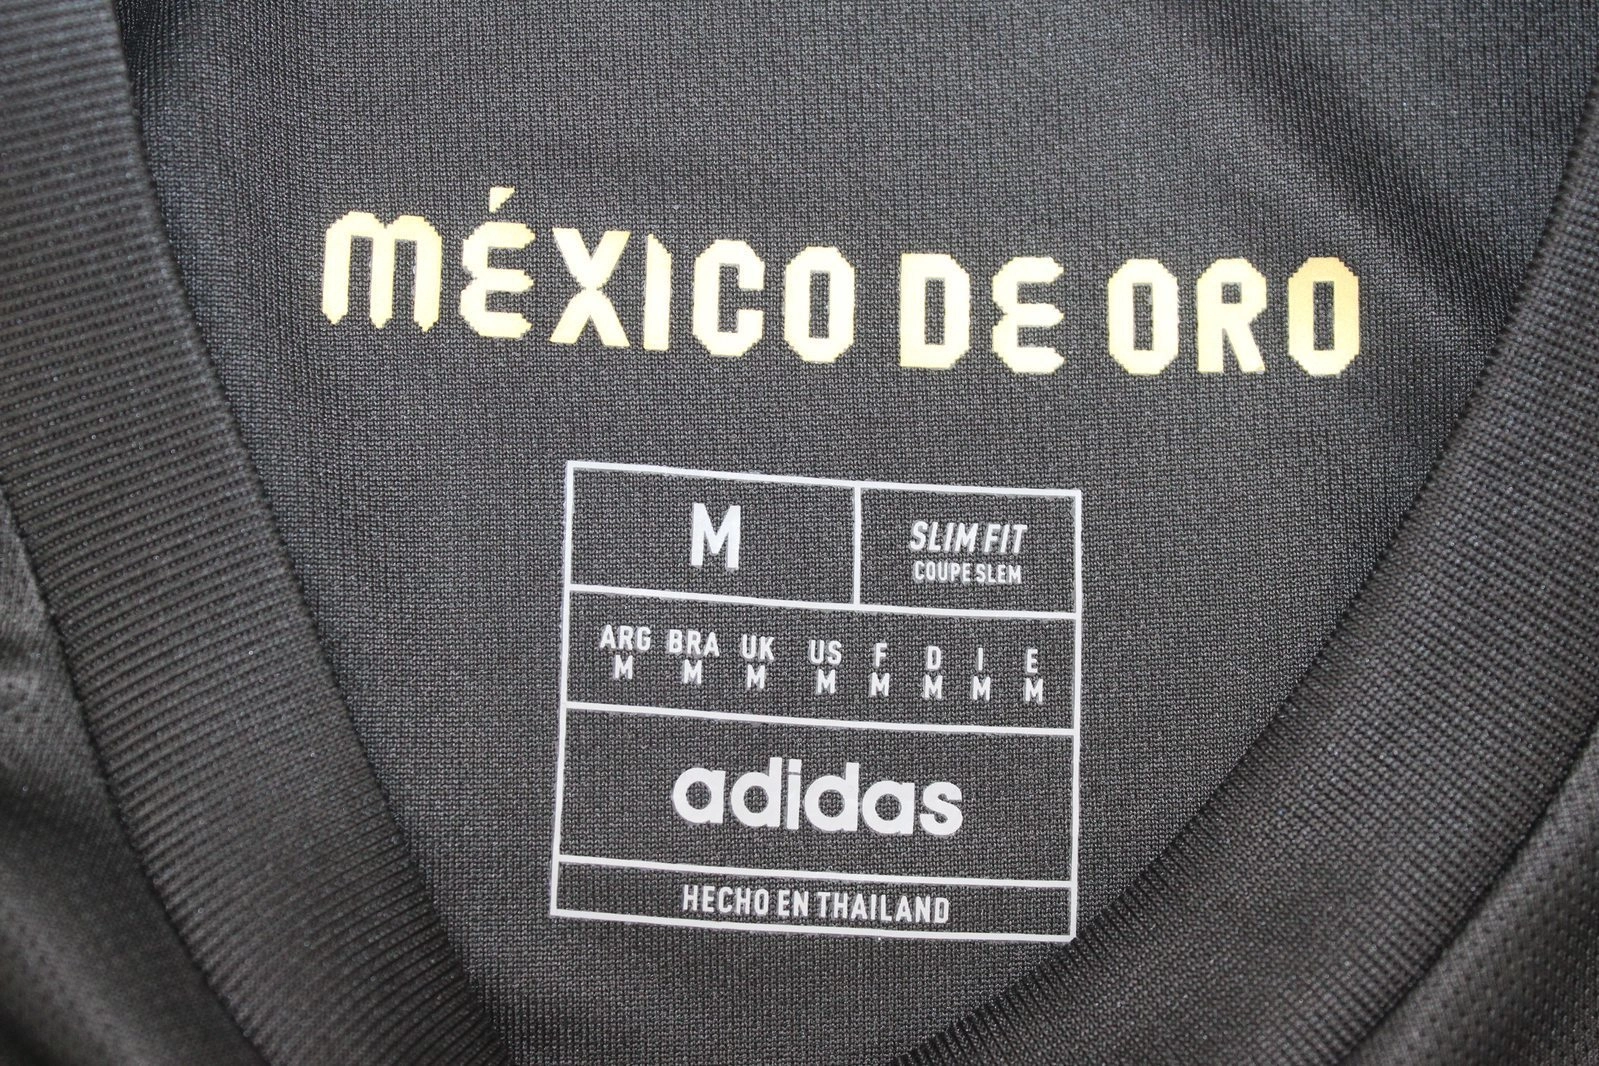 MÉXICO DE ORO
M
SLIM FIT
COUPE SLEM
ARG BRA UK US F D I E
M M M M M M M M
adidas
HECHO EN THAILAND